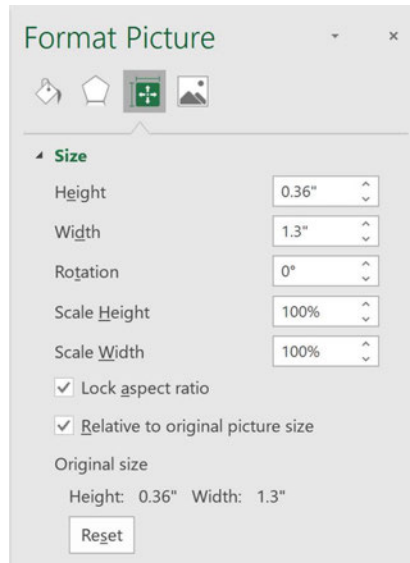 Format Picture
Size
Height 0.36"
Width 1.3"
Rotation 0°
Scale Height 100%
Scale Width 100%
Lock aspect ratio
Relative to original picture size
Original size
Height: 0.36" Width: 1.3"
Reset